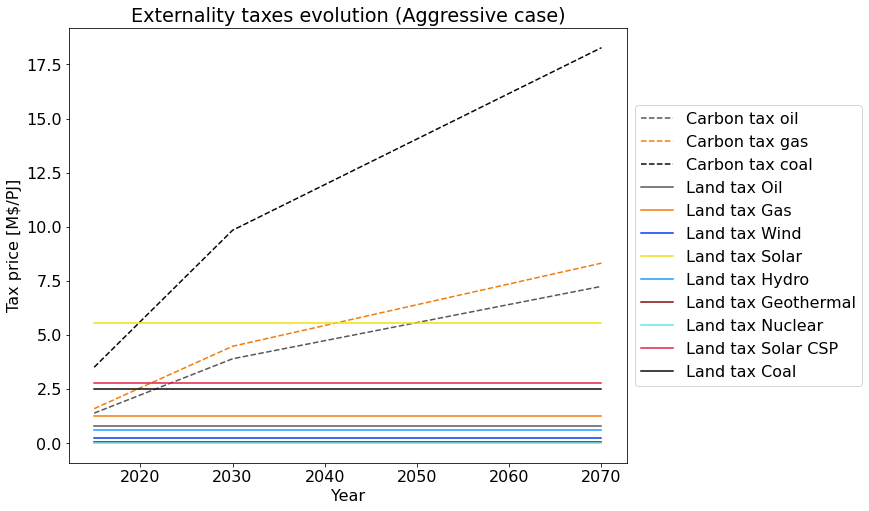 Externality taxes evolution (Aggressive case)
Tax price [M$/PJ]
17.5
15.0
12.5
10.0
7.5
5.0
2.5
0.0
2020 2030 2040 2050 2060 2070
Year
Carbon tax oil
Carbon tax gas
Carbon tax coal
Land tax Oil
Land tax Gas
Land tax Wind
Land tax Solar
Land tax Hydro
Land tax Geothermal
Land tax Nuclear
Land tax Solar CSP
Land tax Coal